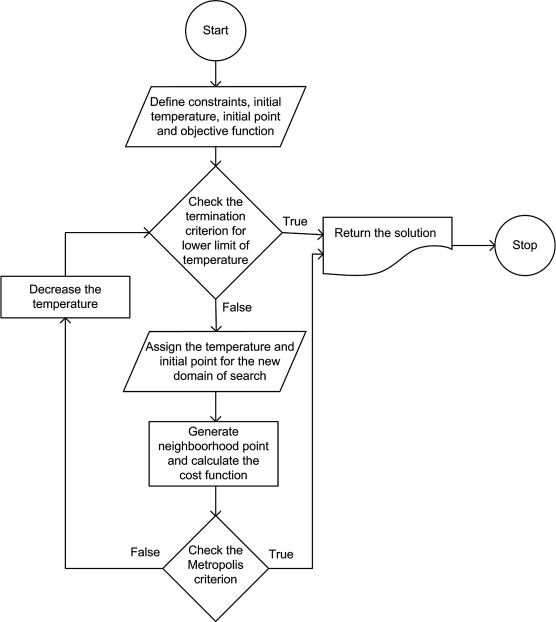 Start
Define constraints, initial
temperature, initial point
and objective function
Check the
termination
criterion for
lower limit of
temperature
True
Return the solution
Stop
Decrease the
temperature
False
Assign the temperature and
initial point for the new
domain of search
Generate
neighboorhood point
and calculate the
cost function
False
Check the
Metropolis
criterion
True